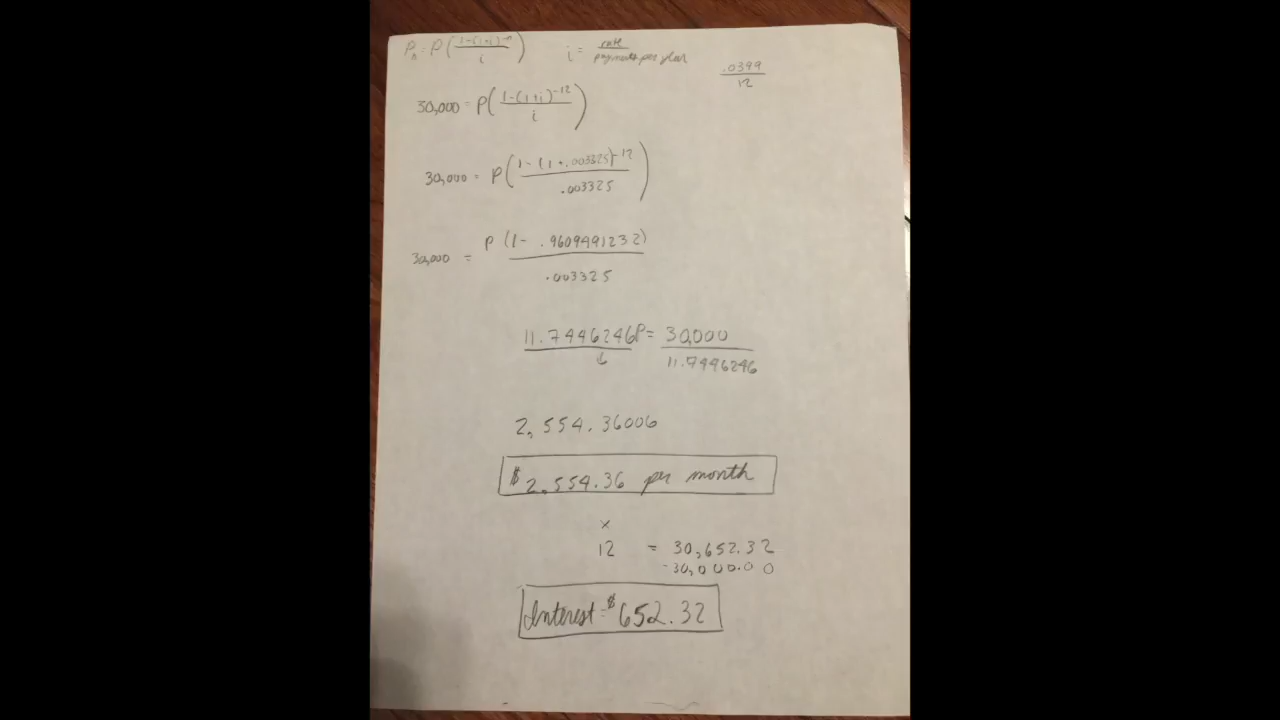 Pn = P(1-(1+i)^-n / i) i = rate / payments per year .0399 / 12
30,000 = P(1-(1+i)^-12 / i)
30,000 = P(1-(1+.003325)^-12 / .003325)
30,000 = P(1- .9609491232) / .003325
11.7446246P = 30,000
11.7446246
2,554.36006
$2,554.36 per month
x
12 = 30,652.32
-30,000.00
Interest = $652.32